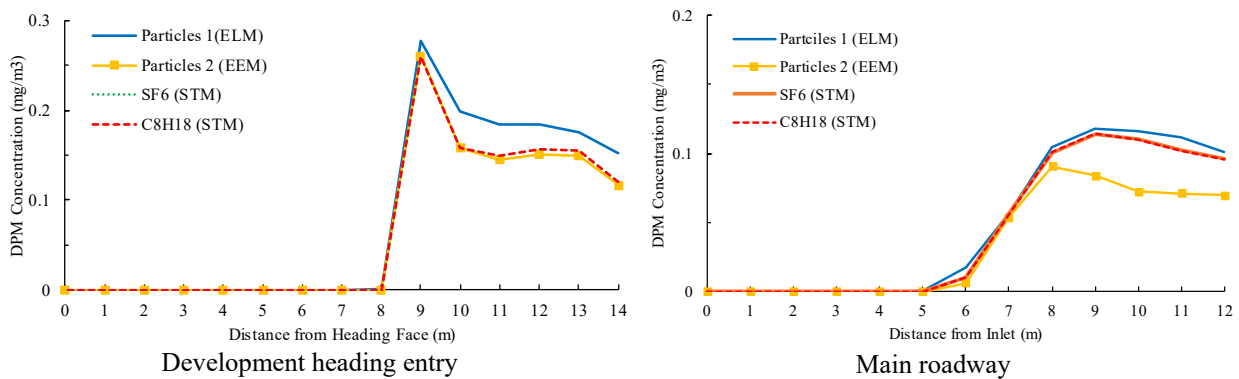 0.3
0.2
0.1
0
DPM Concentration (mg/m3)
Particles 1(ELM)
Particles 2 (EEM)
SF6 (STM)
C8H18 (STM)
0 1 2 3 4 5 6 7 8 9 10 11 12 13 14
Distance from Heading Face (m)
Development heading entry
0.2
0.1
0
DPM Concentration (mg/m3)
Partciles 1 (ELM)
Particles 2 (EEM)
SF6 (STM)
C8H18 (STM)
0 1 2 3 4 5 6 7 8 9 10 11 12
Distance from Inlet (m)
Main roadway